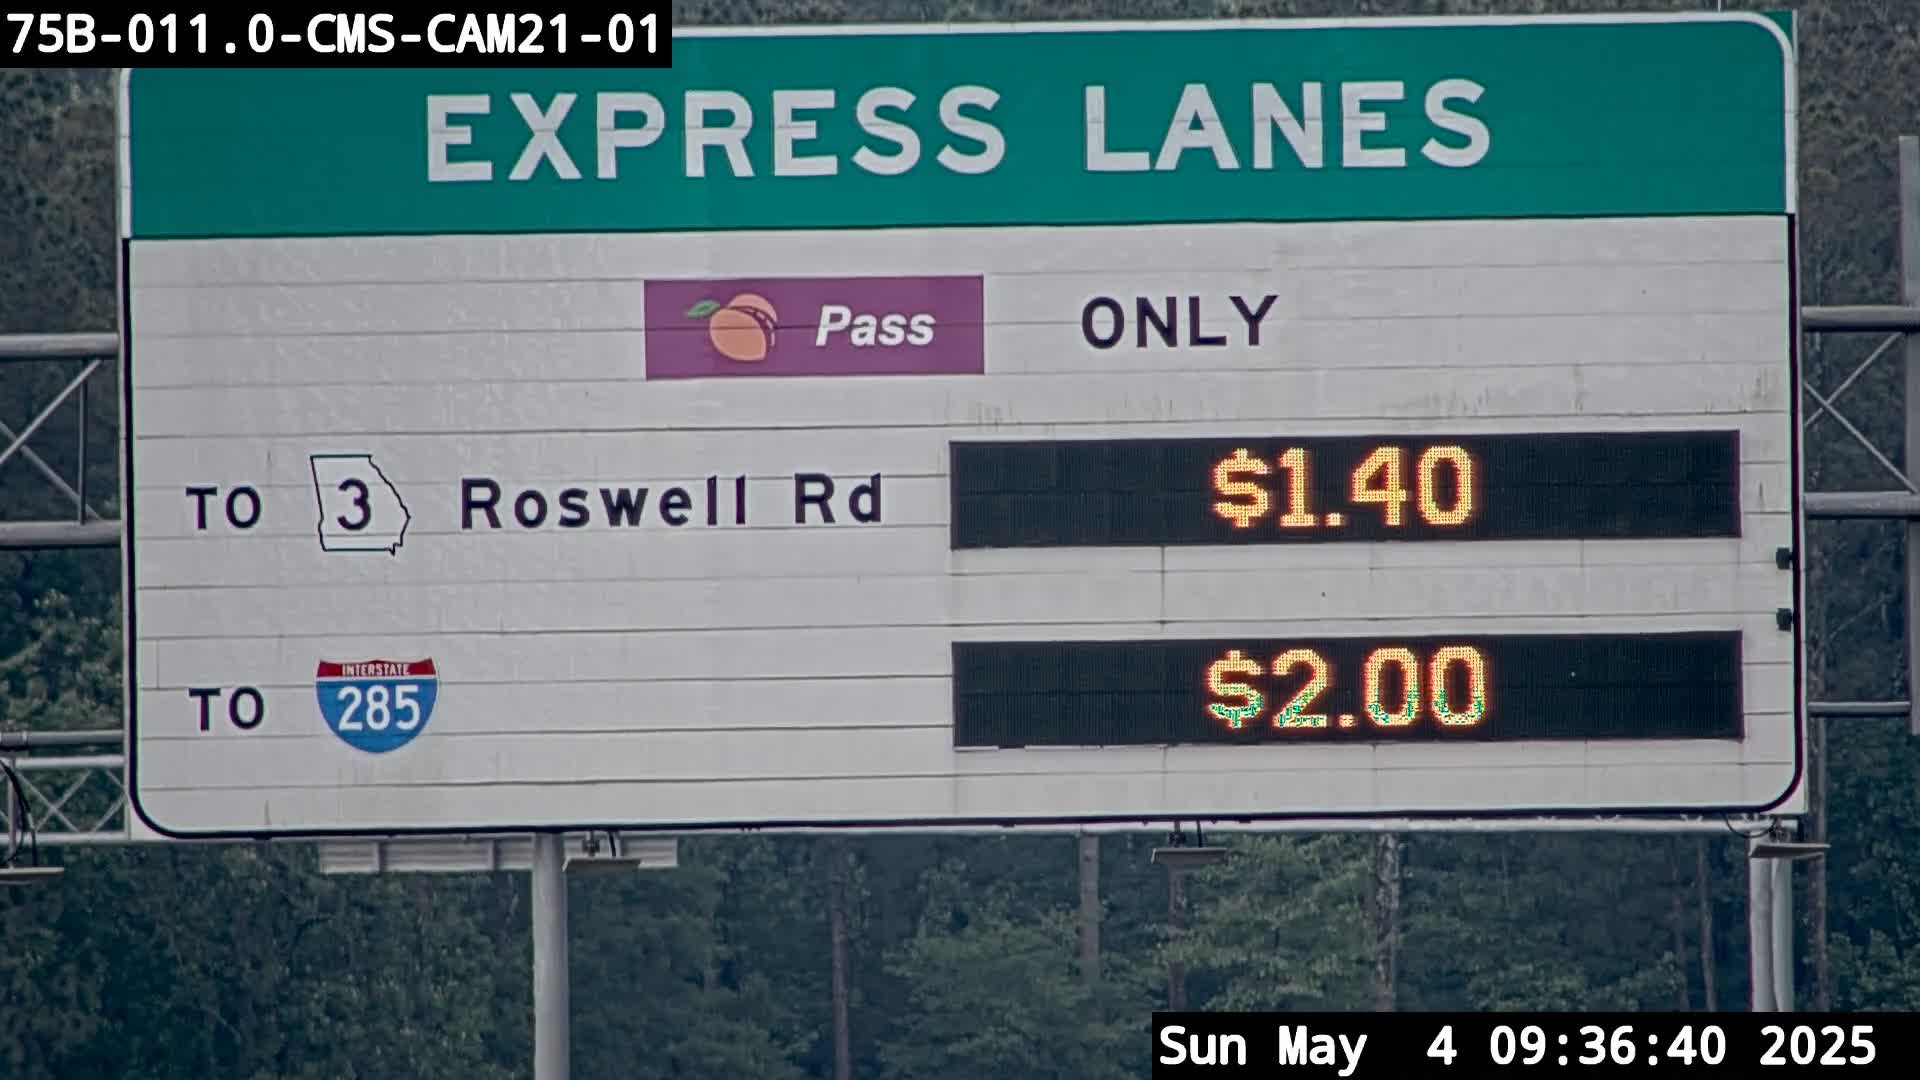 75B-011.0-CMS-CAM21-01
EXPRESS LANES
Pass ONLY
TO 3 Roswell Rd $1.40
INTERSTATE
TO 285 $2.00
Sun May 4 09:36:40 2025